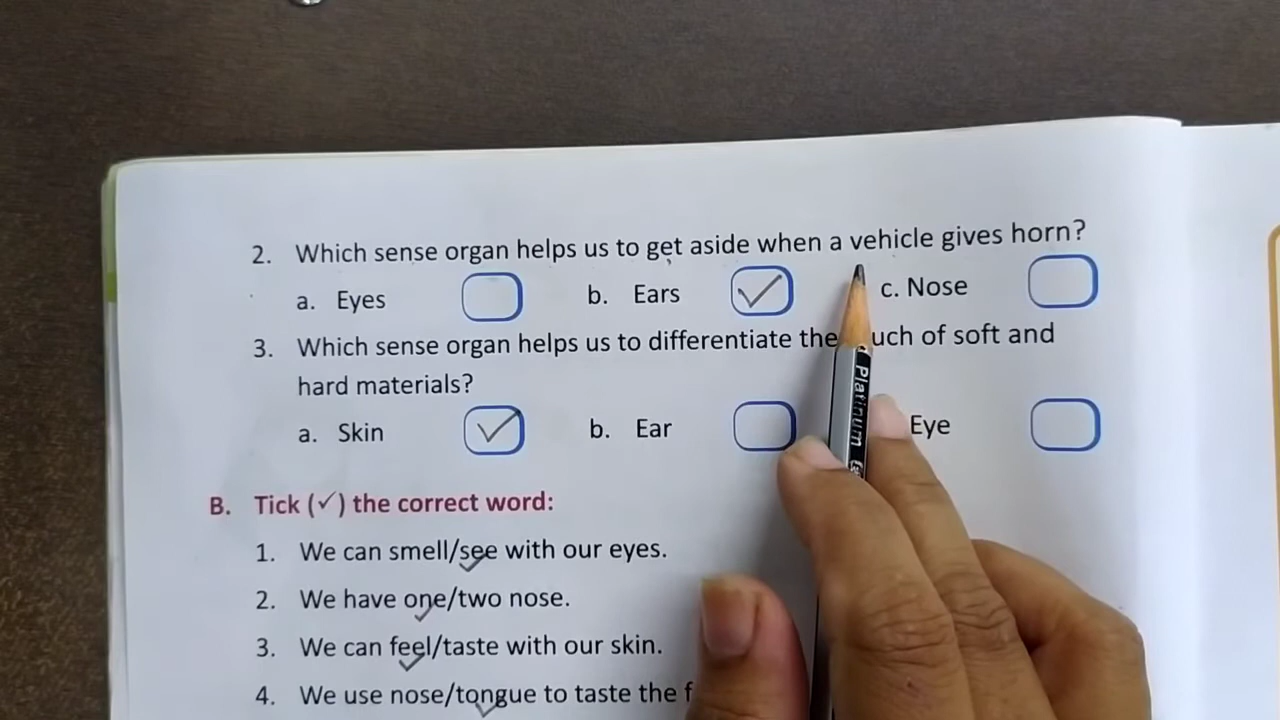 2. Which sense organ helps us to get aside when a vehicle gives horn?
a. Eyes b. Ears ✓ c. Nose
3. Which sense organ helps us to differentiate the uch of soft and
hard materials?
a. Skin ✓ b. Ear Eye
B. Tick (✓) the correct word:
1. We can smell/see with our eyes.
2. We have one/two nose.
3. We can feel/taste with our skin.
4. We use nose/tongue to taste the f
Platinum